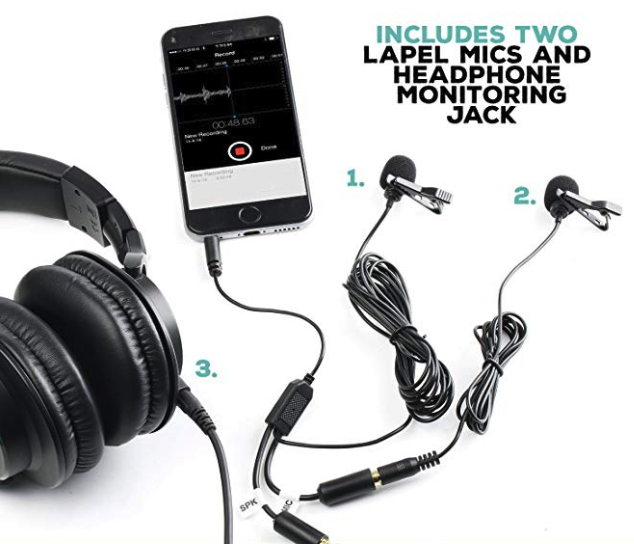 INCLUDES TWO
LAPEL MICS AND
HEADPHONE
MONITORING
JACK
Record
00:48.63
New Recording
Done
New Recording
1.
2.
3.
SPK
MIC